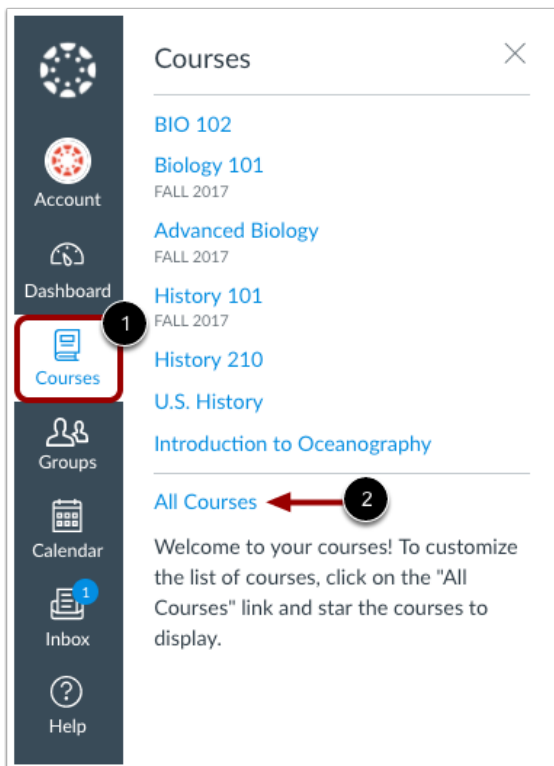 Account
Dashboard
1
Courses
Groups
Calendar
1
Inbox
Help
Courses
BIO 102
Biology 101
FALL 2017
Advanced Biology
FALL 2017
History 101
FALL 2017
History 210
U.S. History
Introduction to Oceanography
All Courses
2
Welcome to your courses! To customize
the list of courses, click on the "All
Courses" link and star the courses to
display.